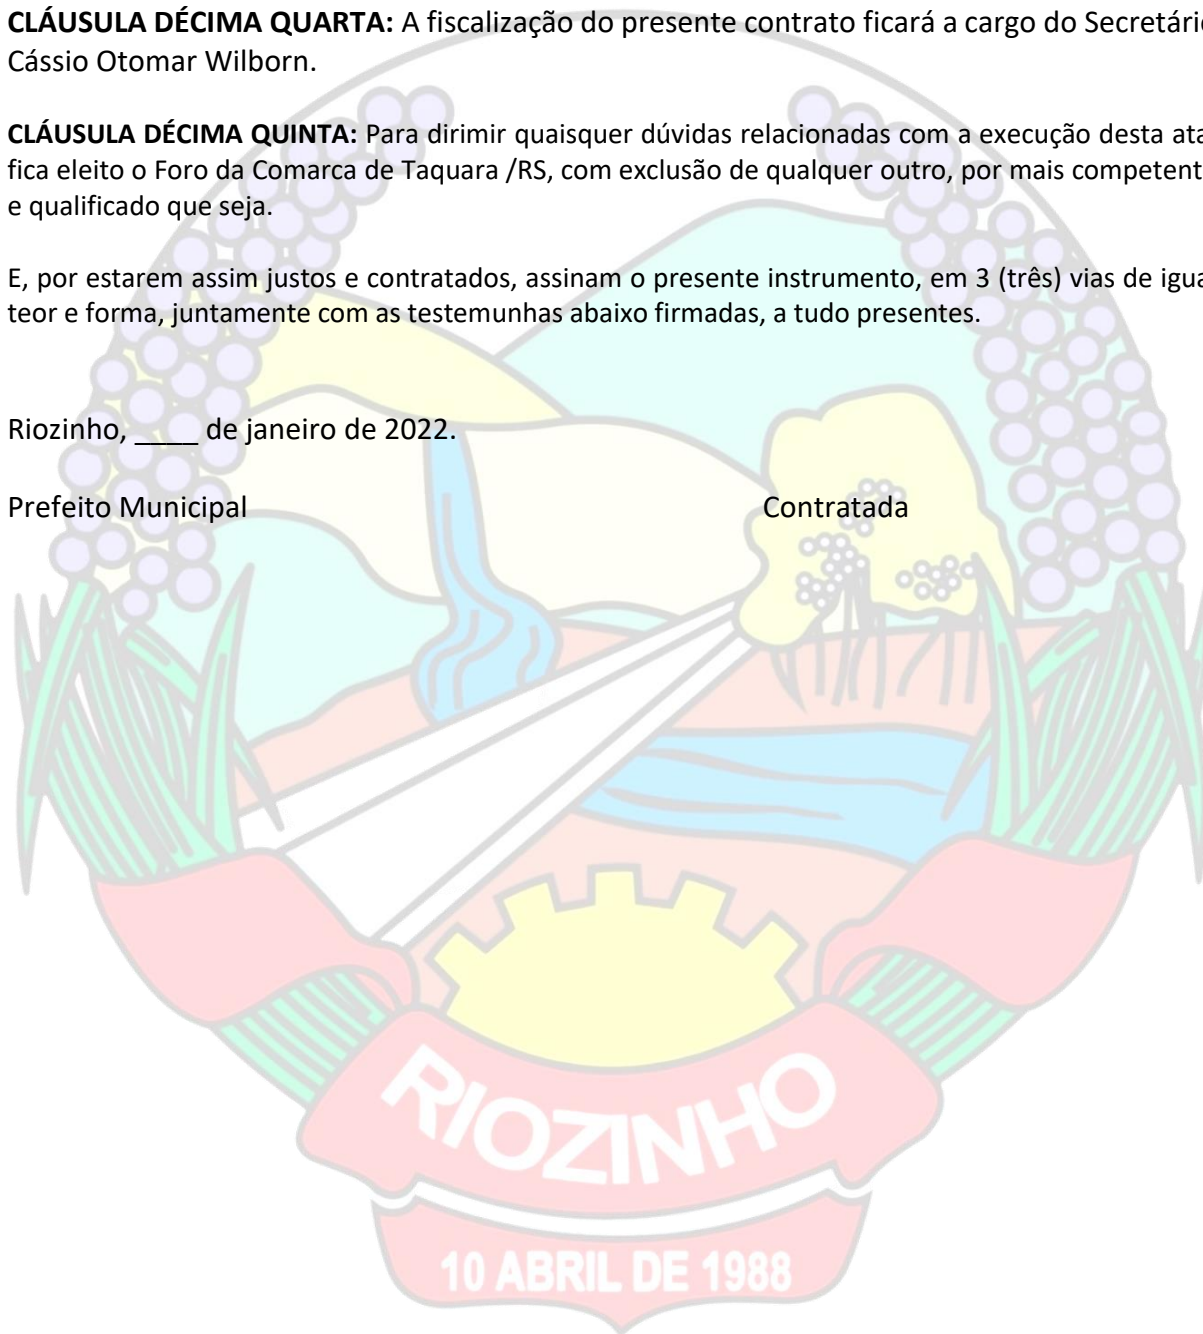 CLÁUSULA DÉCIMA QUARTA: A fiscalização do presente contrato ficará a cargo do Secretári
Cássio Otomar Wilborn.
CLÁUSULA DÉCIMA QUINTA: Para dirimir quaisquer dúvidas relacionadas com a execução desta ata
fica eleito o Foro da Comarca de Taquara /RS, com exclusão de qualquer outro, por mais competent
e qualificado que seja.
E, por estarem assim justos e contratados, assinam o presente instrumento, em 3 (três) vias de igua
teor e forma, juntamente com as testemunhas abaixo firmadas, a tudo presentes.
Riozinho, ____ de janeiro de 2022.
Prefeito Municipal Contratada
RIOZINHO
10 ABRIL DE 1988